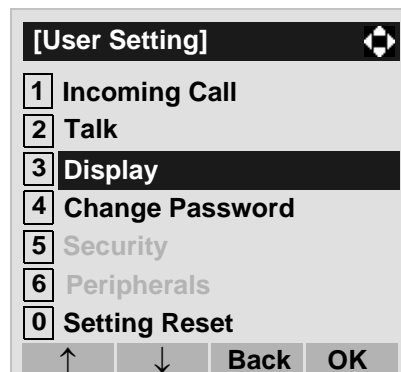 [User Setting]
1 Incoming Call
2 Talk
3 Display
4 Change Password
5 Security
6 Peripherals
0 Setting Reset
↑ ↓ Back OK